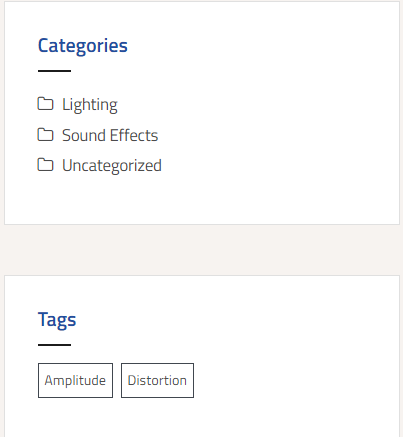 Categories
Lighting
Sound Effects
Uncategorized
Tags
Amplitude Distortion